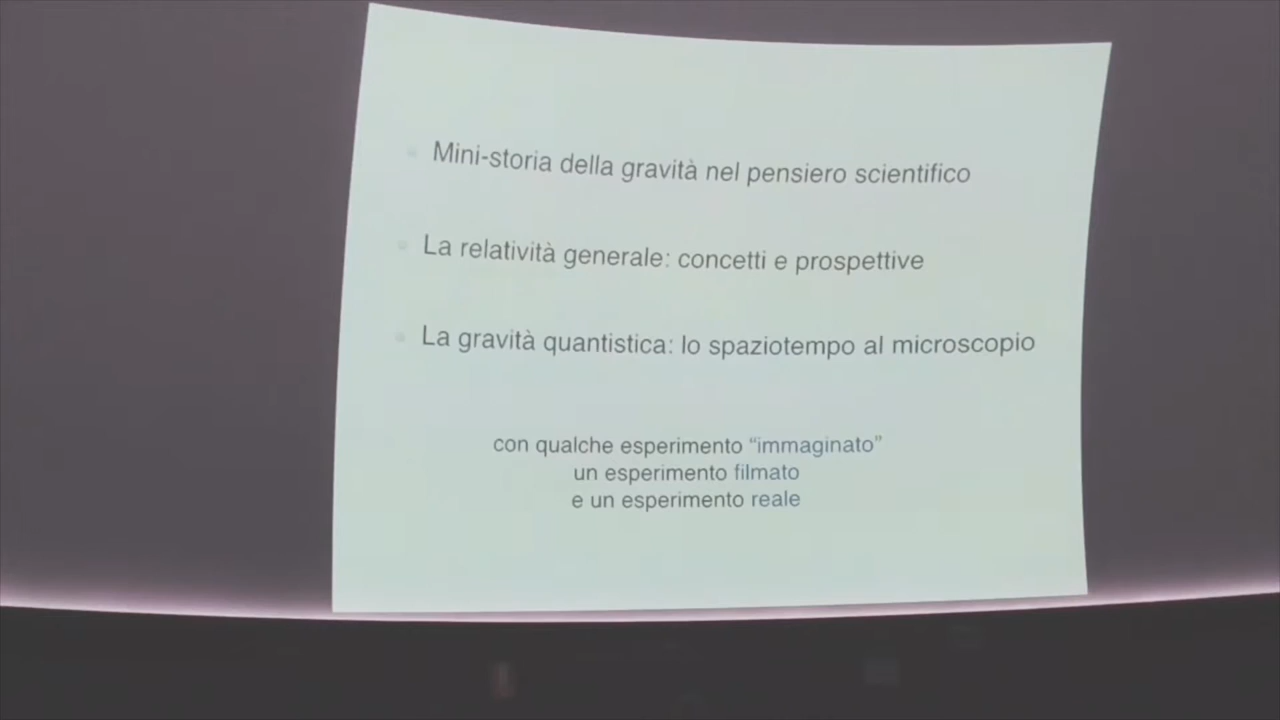 Mini-storia della gravità nel pensiero scientifico
La relatività generale: concetti e prospettive
La gravità quantistica: lo spaziotempo al microscopio
con qualche esperimento “immaginato”
un esperimento filmato
e un esperimento reale